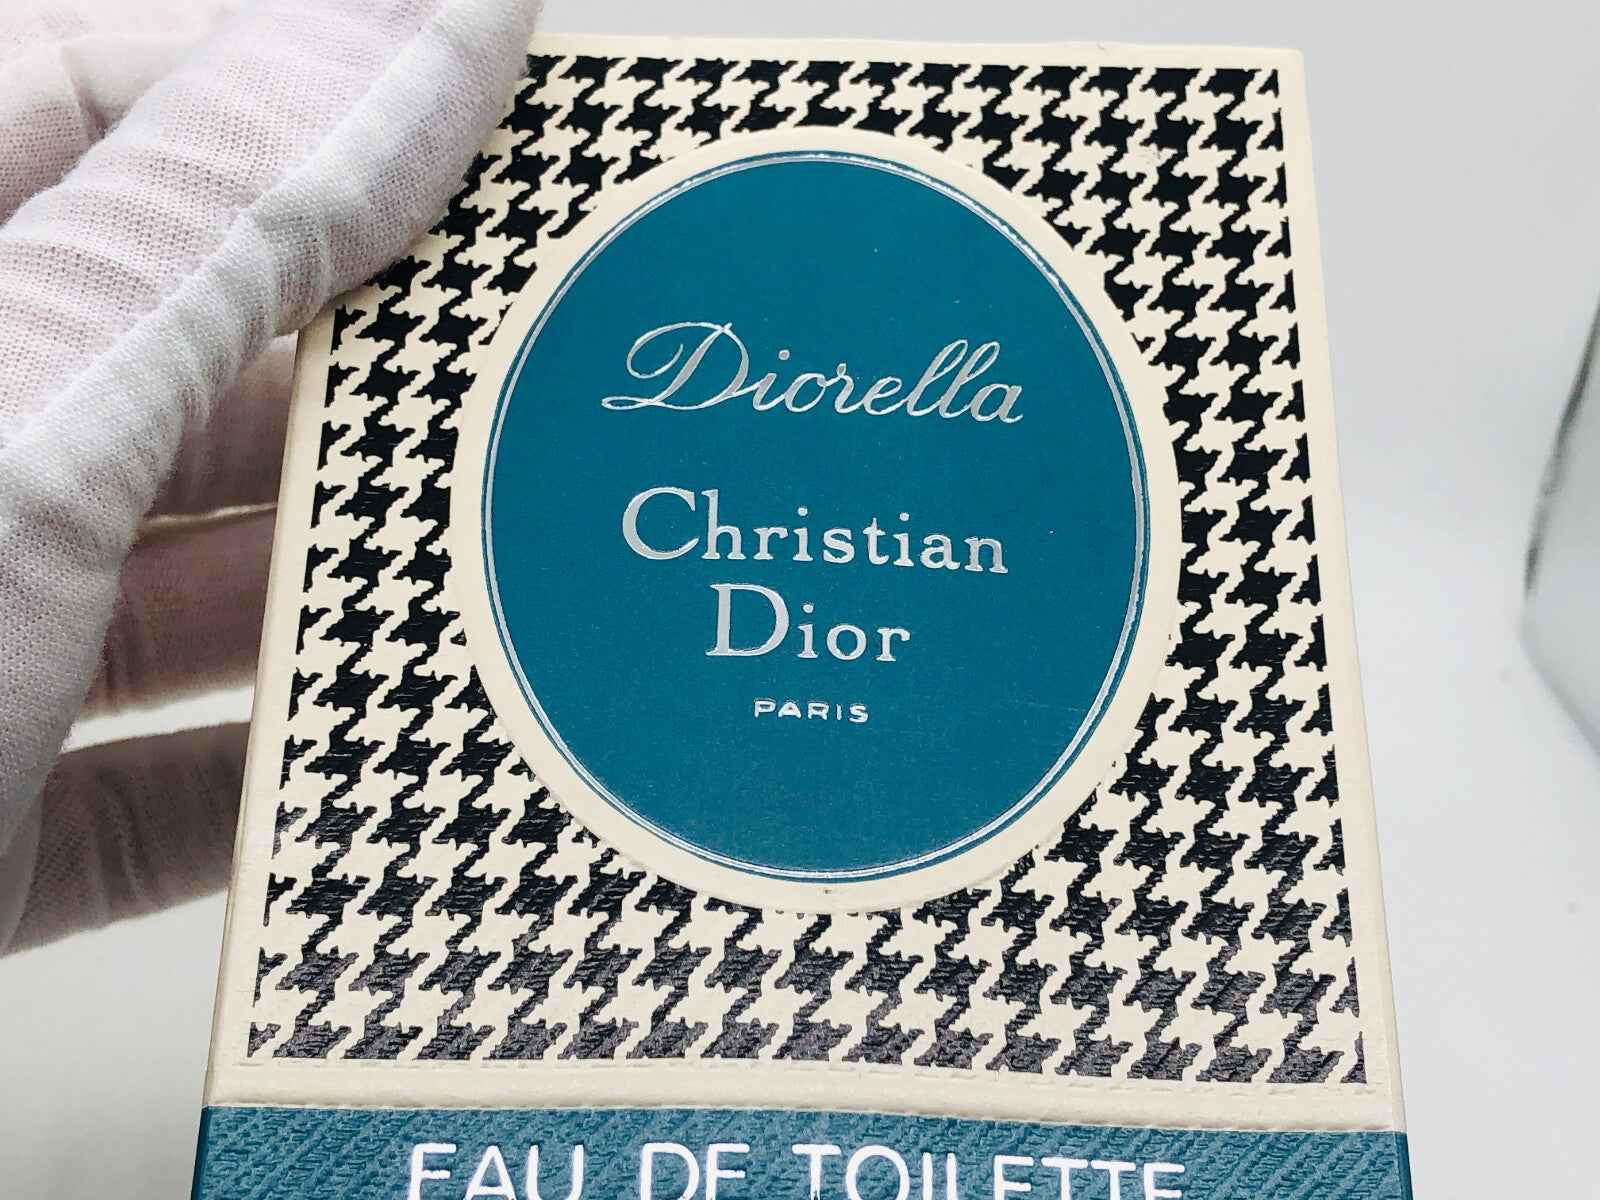 Diorella
Christian
Dior
PARIS
EAU DE TOILETTE